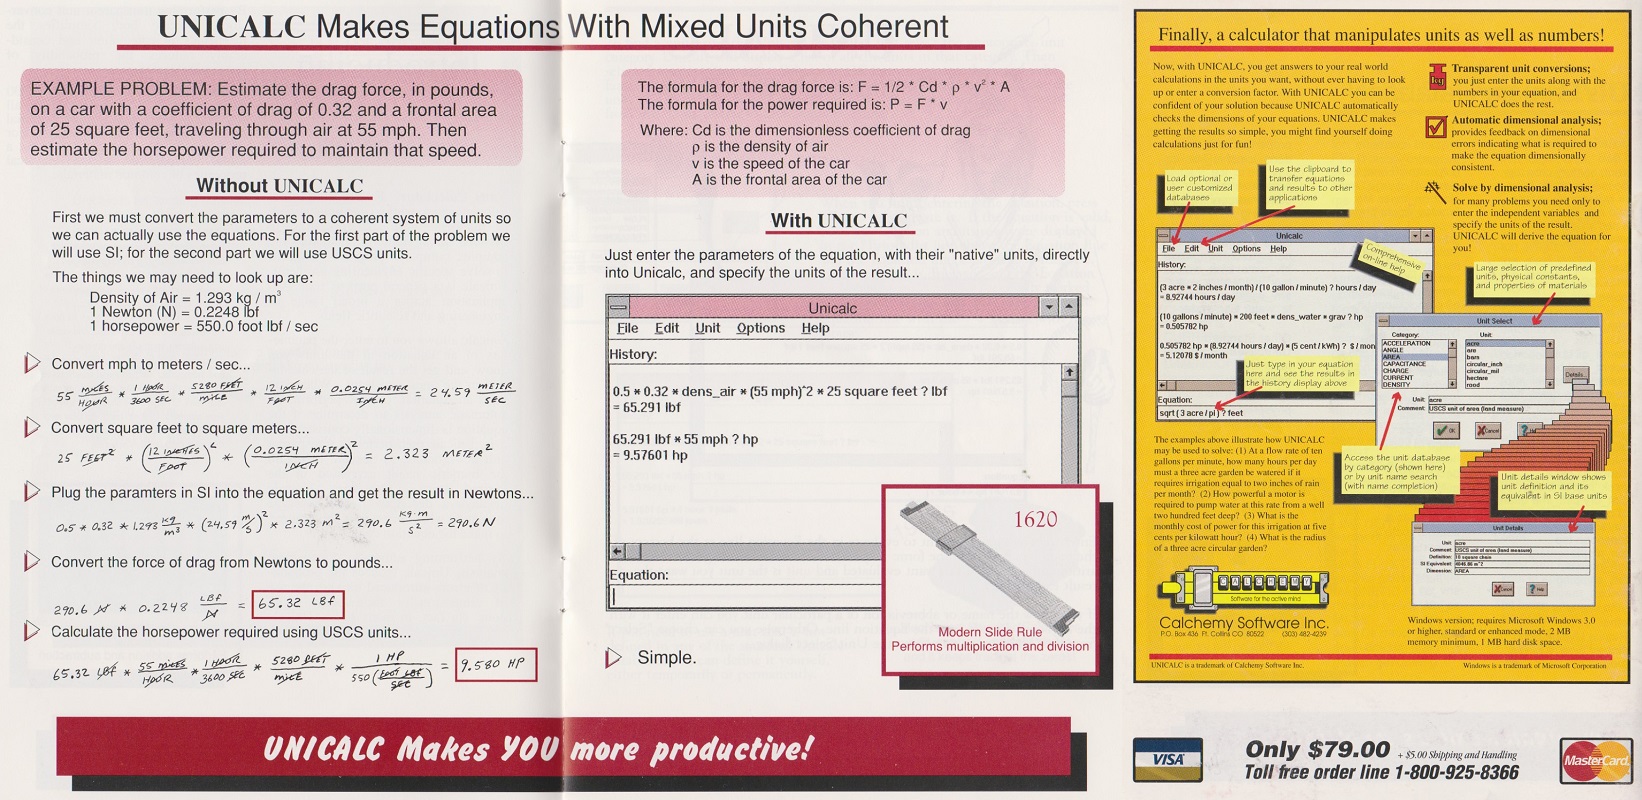 UNICALC Makes Equations With Mixed Units Coherent
EXAMPLE PROBLEM: Estimate the drag force, in pounds,
on a car with a coefficient of drag of 0.32 and a frontal area
of 25 square feet, traveling through air at 55 mph. Then
estimate the horsepower required to maintain that speed.
Without UNICALC
First we must convert the parameters to a coherent system of units so
we can actually use the equations. For the first part of the problem we
will use SI; for the second part we will use USCS units.
The things we may need to look up are:
Density of Air = 1.293 kg / m³
1 Newton (N) = 0.2248 lbf
1 horsepower = 550.0 foot lbf / sec
Convert mph to meters / sec...
55 MILES/HOUR * 1 HOUR/3600 SEC * 5280 FEET/MILE * 12 INCH/FOOT * 0.0254 METER/INCH = 24.59 METER/SEC
Convert square feet to square meters...
25 FEET² * (12 INCHES/FOOT)² * (0.0254 METER/INCH)² = 2.323 METER²
Plug the paramters in SI into the equation and get the result in Newtons...
0.5 * 0.32 * 1.293 kg/m³ * (24.59 m/s)² * 2.323 m² = 290.6 kg·m/s² = 290.6 N
Convert the force of drag from Newtons to pounds...
290.6 N * 0.2248 LBF/N = 65.32 LBF
Calculate the horsepower required using USCS units...
65.32 LBF * 55 MILES/HOUR * 1 HOUR/3600 SEC * 5280 FEET/MILE * 1 HP/550 (FOOT LBF/SEC) = 9.580 HP
The formula for the drag force is: F = 1/2 * Cd * ρ * v² * A
The formula for the power required is: P = F * v
Where: Cd is the dimensionless coefficient of drag
ρ is the density of air
v is the speed of the car
A is the frontal area of the car
With UNICALC
Just enter the parameters of the equation, with their "native" units, directly
into Unicalc, and specify the units of the result...
Unicalc
File Edit Unit Options Help
History:
0.5 * 0.32 * dens_air * (55 mph)^2 * 25 square feet ? lbf
= 65.291 lbf
65.291 lbf * 55 mph ? hp
= 9.57601 hp
Equation:
1620
Modern Slide Rule
Performs multiplication and division
Simple.
UNICALC Makes YOU more productive!
Finally, a calculator that manipulates units as well as numbers!
Now, with UNICALC, you get answers to your real world
calculations in the units you want, without ever having to look
up or enter a conversion factor. With UNICALC you can be
confident of your solution because UNICALC automatically
checks the dimensions of your equations. UNICALC makes
getting the results so simple, you might find yourself doing
calculations just for fun!
Transparent unit conversions;
you just enter the units along with the
numbers in your equation, and
UNICALC does the rest.
Automatic dimensional analysis;
provides feedback on dimensional
errors indicating what is required to
make the equation dimensionally
consistent.
Solve by dimensional analysis;
for many problems you need only to
enter the independent variables and
specify the units of the result.
UNICALC will derive the equation for
you!
Load optional or
user customized
databases
Use the clipboard to
transfer equations
and results to other
applications
Unicalc
File Edit Unit Options Help
History:
Comprehensive
on-line help
(3 acre * 2 inches / month) / (10 gallon / minute) ? hours / day
= 8.92744 hours / day
(10 gallons / minute) * 200 feet * dens_water * grav ? hp
= 0.505782 hp
0.505782 hp * (8.92744 hours / day) * (5 cent / kWh) ? $ / mon
= 5.12078 $ / month
Just type in your equation
here and see the results in
the history display above
Equation:
sqrt ( 3 acre / pi ) ? feet
Large selection of predefined
units, physical constants,
and properties of materials
Unit Select
Category: Unit:
ACCELERATION
ANGLE
AREA
CAPACITANCE
CHARGE
CURRENT
DENSITY
acre
are
barn
circular_inch
circular_mil
hectare
rood
Details...
Unit: acre
Comment: USCS unit of area (land measure)
OK Cancel Help
Access the unit database
by category (shown here)
or by unit name search
(with name completion)
Unit details window shows
unit definition and its
equivalent in SI base units
Unit Details
Unit: acre
Comment: USCS unit of area (land measure)
Definition: 10 square chain
SI Equivalent: 4046.86 m^2
Dimension: AREA
Cancel Help
The examples above illustrate how UNICALC
may be used to solve: (1) At a flow rate of ten
gallons per minute, how many hours per day
must a three acre garden be watered if it
requires irrigation equal to two inches of rain
per month? (2) How powerful a motor is
required to pump water at this rate from a well
two hundred feet deep? (3) What is the
monthly cost of power for this irrigation at five
cents per kilowatt hour? (4) What is the radius
of a three acre circular garden?
CALCHEMY
Software for the active mind
Calchemy Software Inc.
P.O. Box 436 Ft. Collins CO 80522 (303) 482-4239
Windows version; requires Microsoft Windows 3.0
or higher, standard or enhanced mode, 2 MB
memory minimum, 1 MB hard disk space.
UNICALC is a trademark of Calchemy Software Inc. Windows is a trademark of Microsoft Corporation
VISA
Only $79.00 + $5.00 Shipping and Handling
Toll free order line 1-800-925-8366
MasterCard